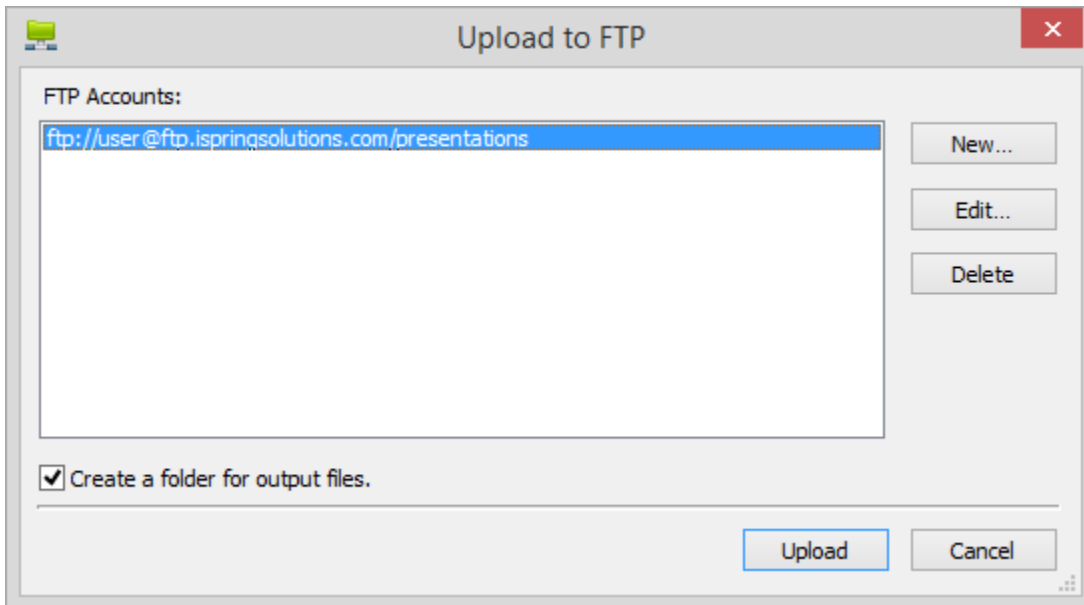 Upload to FTP
FTP Accounts:
ftp://user@ftp.ispringsolutions.com/presentations
New...
Edit...
Delete
Create a folder for output files.
Upload
Cancel